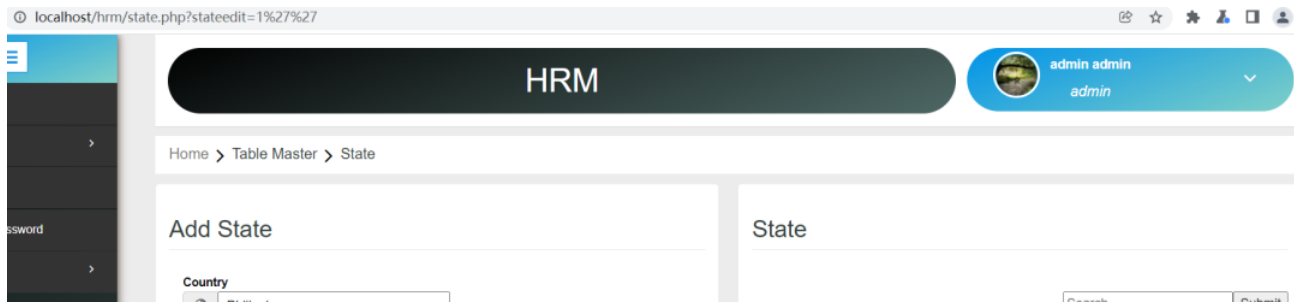 localhost/hrm/state.php?stateedit=1%27%27
HRM
admin admin
admin
Home > Table Master > State
ssword
Add State
State
Country
Search
Submit